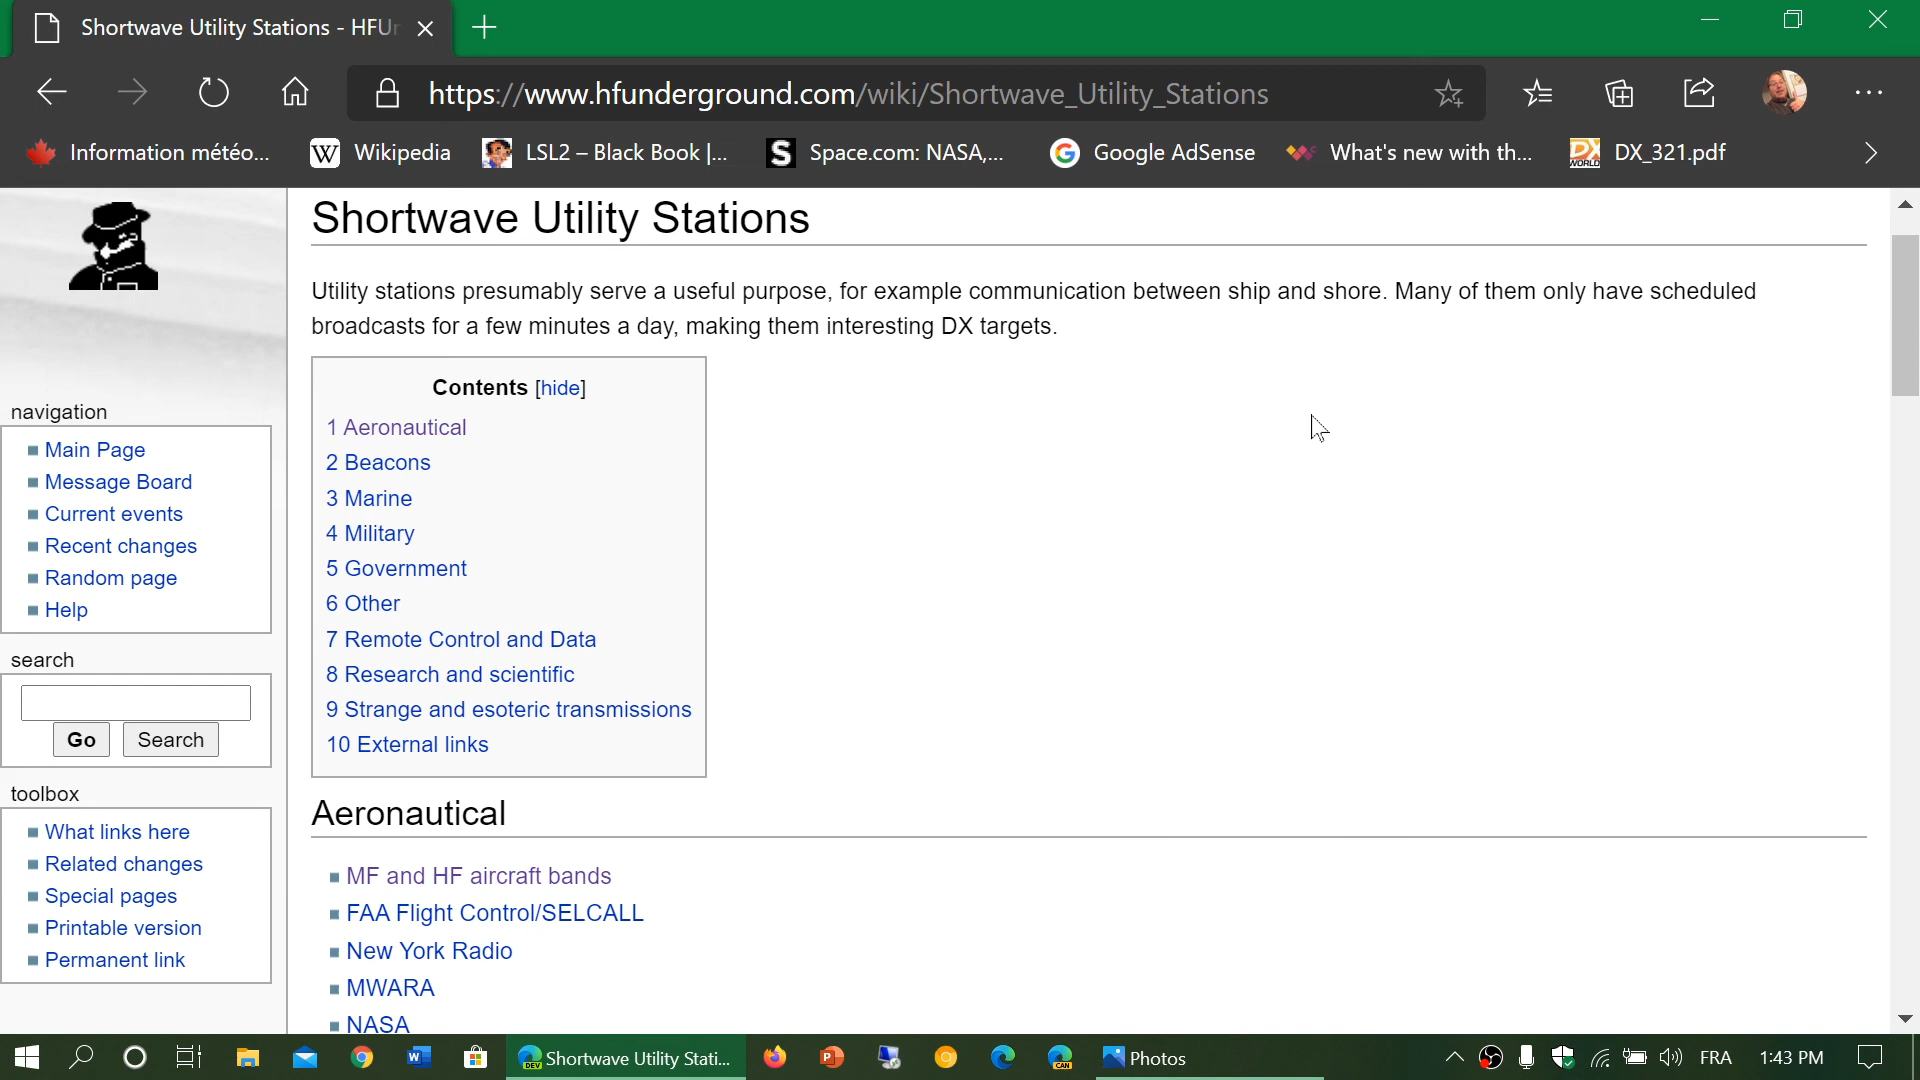 Shortwave Utility Stations - HFUn
https://www.hfunderground.com/wiki/Shortwave_Utility_Stations
Information météo...
W Wikipedia
LSL2 – Black Book |...
S Space.com: NASA,...
G Google AdSense
What's new with th...
DX WORLD DX_321.pdf
Shortwave Utility Stations
Utility stations presumably serve a useful purpose, for example communication between ship and shore. Many of them only have scheduled
broadcasts for a few minutes a day, making them interesting DX targets.
Contents [hide]
1 Aeronautical
2 Beacons
3 Marine
4 Military
5 Government
6 Other
7 Remote Control and Data
8 Research and scientific
9 Strange and esoteric transmissions
10 External links
navigation
Main Page
Message Board
Current events
Recent changes
Random page
Help
search
Go Search
toolbox
What links here
Related changes
Special pages
Printable version
Permanent link
Aeronautical
MF and HF aircraft bands
FAA Flight Control/SELCALL
New York Radio
MWARA
NASA
DEV Shortwave Utility Stati...
CAN
Photos
FRA
1:43 PM